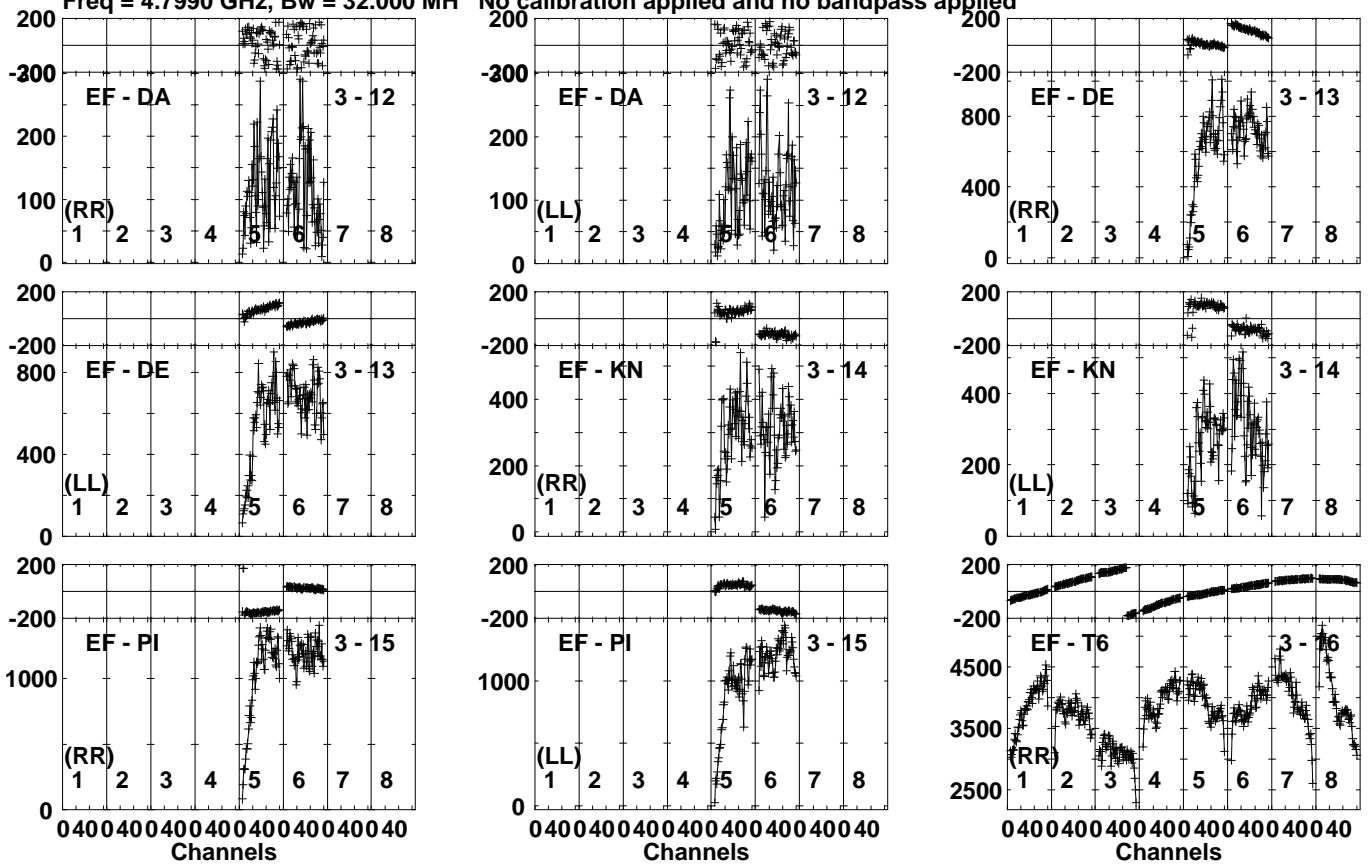 Freq = 4.7990 GHz, Bw = 32.000 MH No calibration applied and no bandpass applied
200 200 200
-200 -200 -200
300 300
EF - DA 3 - 12 EF - DA 3 - 12 EF - DE 3 - 13
200 200 800
100 100 400
(RR) (LL) (RR)
1 2 3 4 5 6 7 8 1 2 3 4 5 6 7 8 1 2 3 4 5 6 7 8
0 0 0
200 200 200
-200 -200 -200
EF - DE 3 - 13 EF - KN 3 - 14 EF - KN 3 - 14
800 400 400
400 200 200
(LL) (RR) (LL)
1 2 3 4 5 6 7 8 1 2 3 4 5 6 7 8 1 2 3 4 5 6 7 8
0 0 0
200 200 200
-200 -200 -200
EF - PI 3 - 15 EF - PI 3 - 15 EF - T6 3 - 16
1000 1000 4500
3500
(RR) (LL) (RR)
1 2 3 4 5 6 7 8 1 2 3 4 5 6 7 8 1 2 3 4 5 6 7 8
2500
0 0
0 40 0 40 0 40 0 40 0 40 0 40 0 40 0 40 0 40 0 40 0 40 0 40 0 40 0 40 0 40 0 40 0 40 0 40 0 40 0 40 0 40 0 40 0 40 0 40
Channels Channels Channels